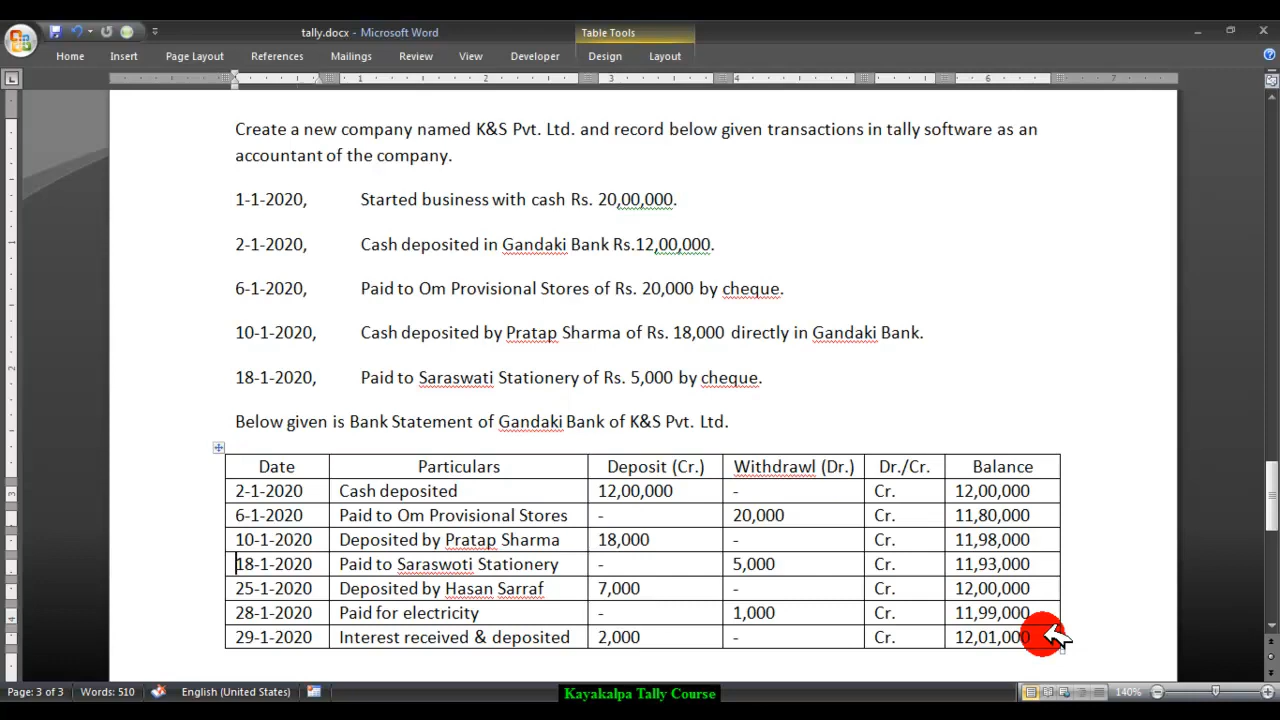 tally.docx - Microsoft Word
Table Tools
Home Insert Page Layout References Mailings Review View Developer Design Layout
1 2 3 4 5 6 7
Create a new company named K&S Pvt. Ltd. and record below given transactions in tally software as an
accountant of the company.
1-1-2020, Started business with cash Rs. 20,00,000.
2-1-2020, Cash deposited in Gandaki Bank Rs.12,00,000.
6-1-2020, Paid to Om Provisional Stores of Rs. 20,000 by cheque.
10-1-2020, Cash deposited by Pratap Sharma of Rs. 18,000 directly in Gandaki Bank.
18-1-2020, Paid to Saraswati Stationery of Rs. 5,000 by cheque.
Below given is Bank Statement of Gandaki Bank of K&S Pvt. Ltd.
Date Particulars Deposit (Cr.) Withdrawl (Dr.) Dr./Cr. Balance
2-1-2020 Cash deposited 12,00,000 - Cr. 12,00,000
6-1-2020 Paid to Om Provisional Stores - 20,000 Cr. 11,80,000
10-1-2020 Deposited by Pratap Sharma 18,000 - Cr. 11,98,000
18-1-2020 Paid to Saraswoti Stationery - 5,000 Cr. 11,93,000
25-1-2020 Deposited by Hasan Sarraf 7,000 - Cr. 12,00,000
28-1-2020 Paid for electricity - 1,000 Cr. 11,99,000
29-1-2020 Interest received & deposited 2,000 - Cr. 12,01,000
Page: 3 of 3 Words: 510 English (United States) Kayakalpa Tally Course 140%